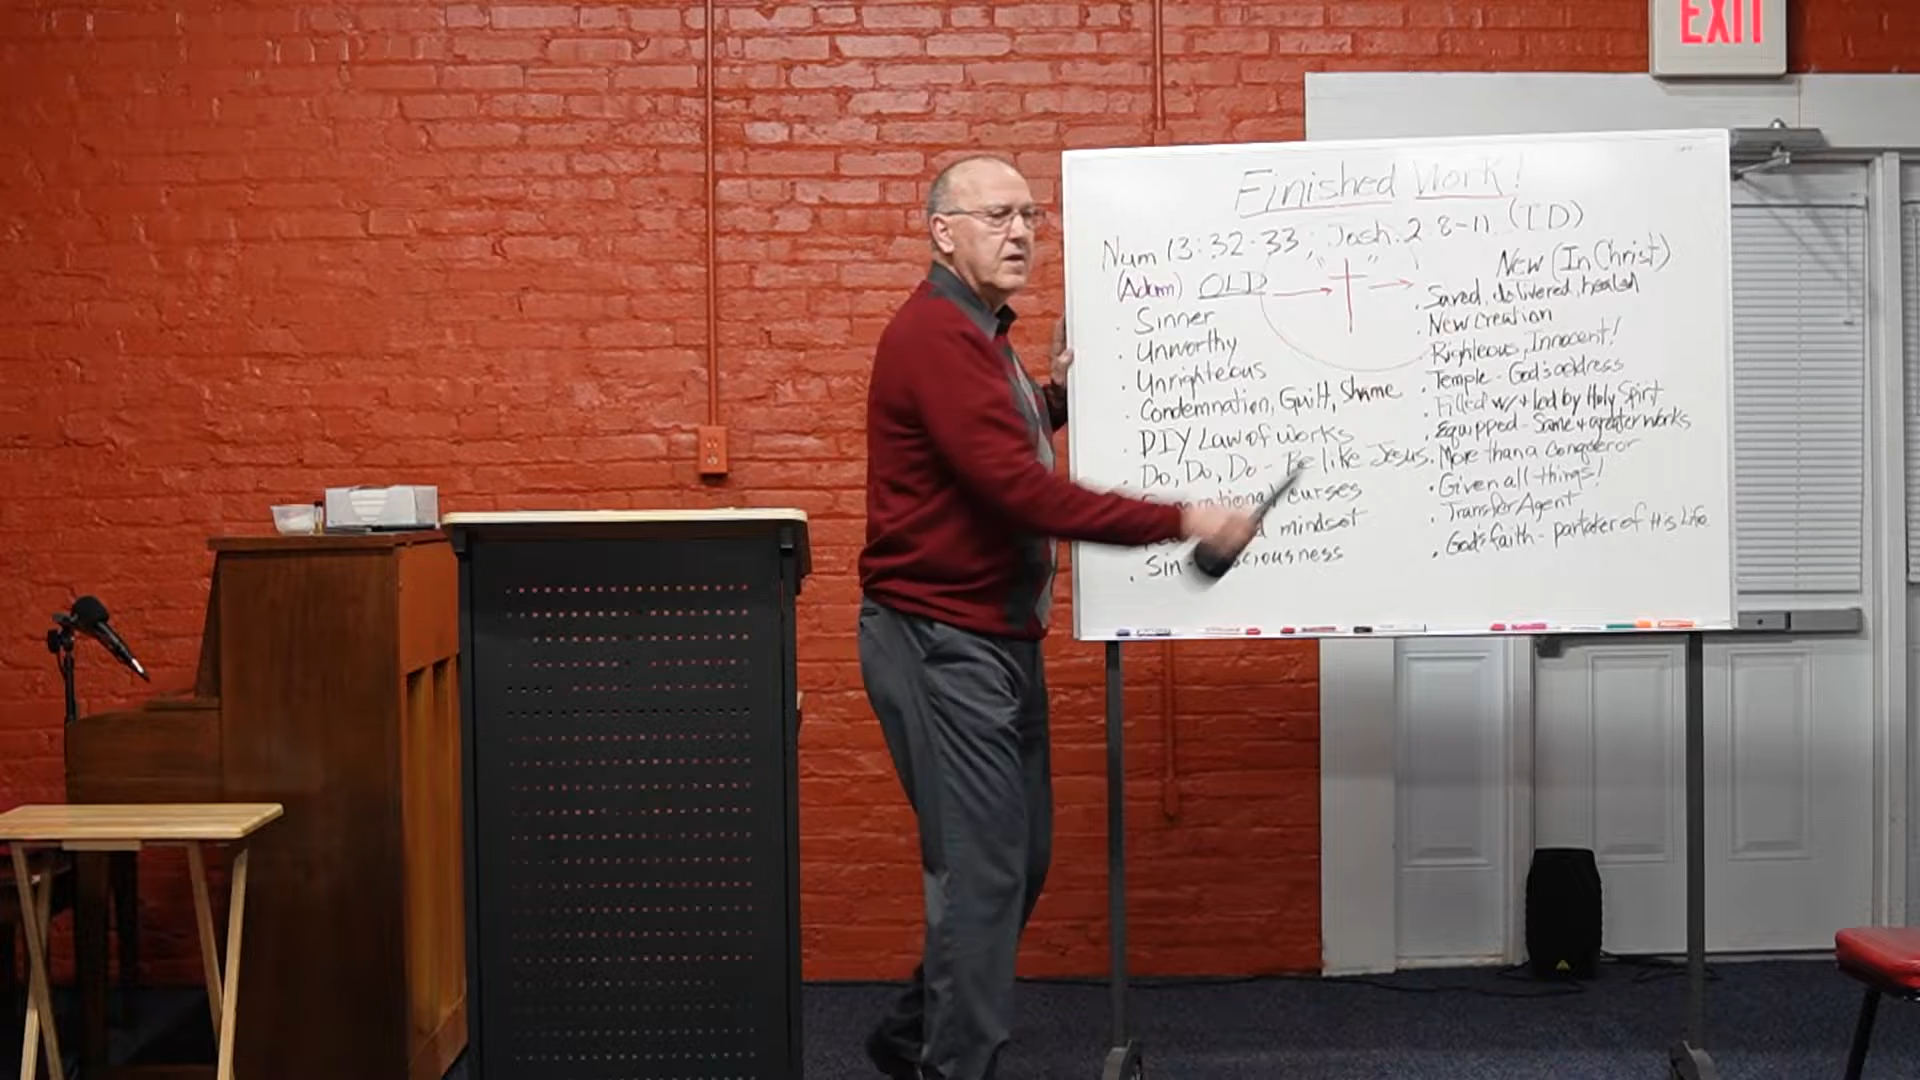 EXIT
Finished Work!
Num 13:32-33; Josh. 2:8-11 (ID)
(Adam) OLD
· Sinner
· Unworthy
· Unrighteous
· Condemnation, Guilt, Shame
· DIY Law of Works
· Do, Do, Do - Be like Jesus
curses
mindset
· Sin
New (In Christ)
· Saved, delivered, healed
· New creation
Righteous, Innocent!
· Temple - God's address
· Filled w/ + led by Holy Spirit
· Equipped - Same + greater works
· More than a conqueror
· Given all things!
· Transfer Agent
· God's faith - partaker of His Life